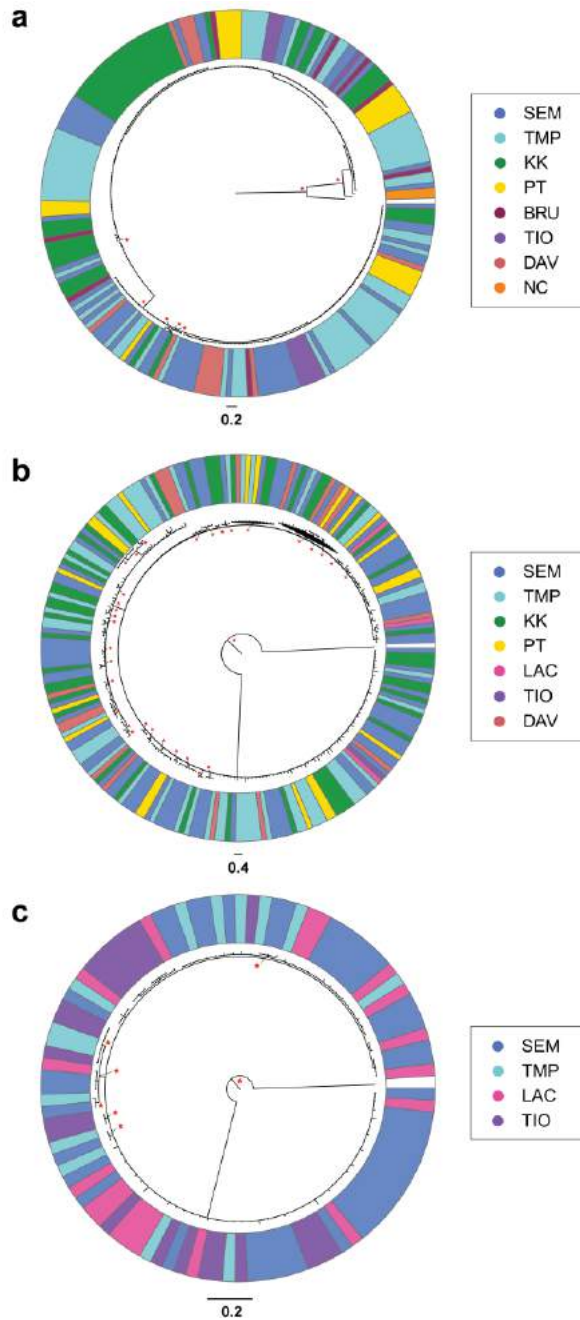 a
SEM
TMP
KK
PT
BRU
TIO
DAV
NC
0.2
b
SEM
TMP
KK
PT
LAC
TIO
DAV
0.4
c
SEM
TMP
LAC
TIO
0.2